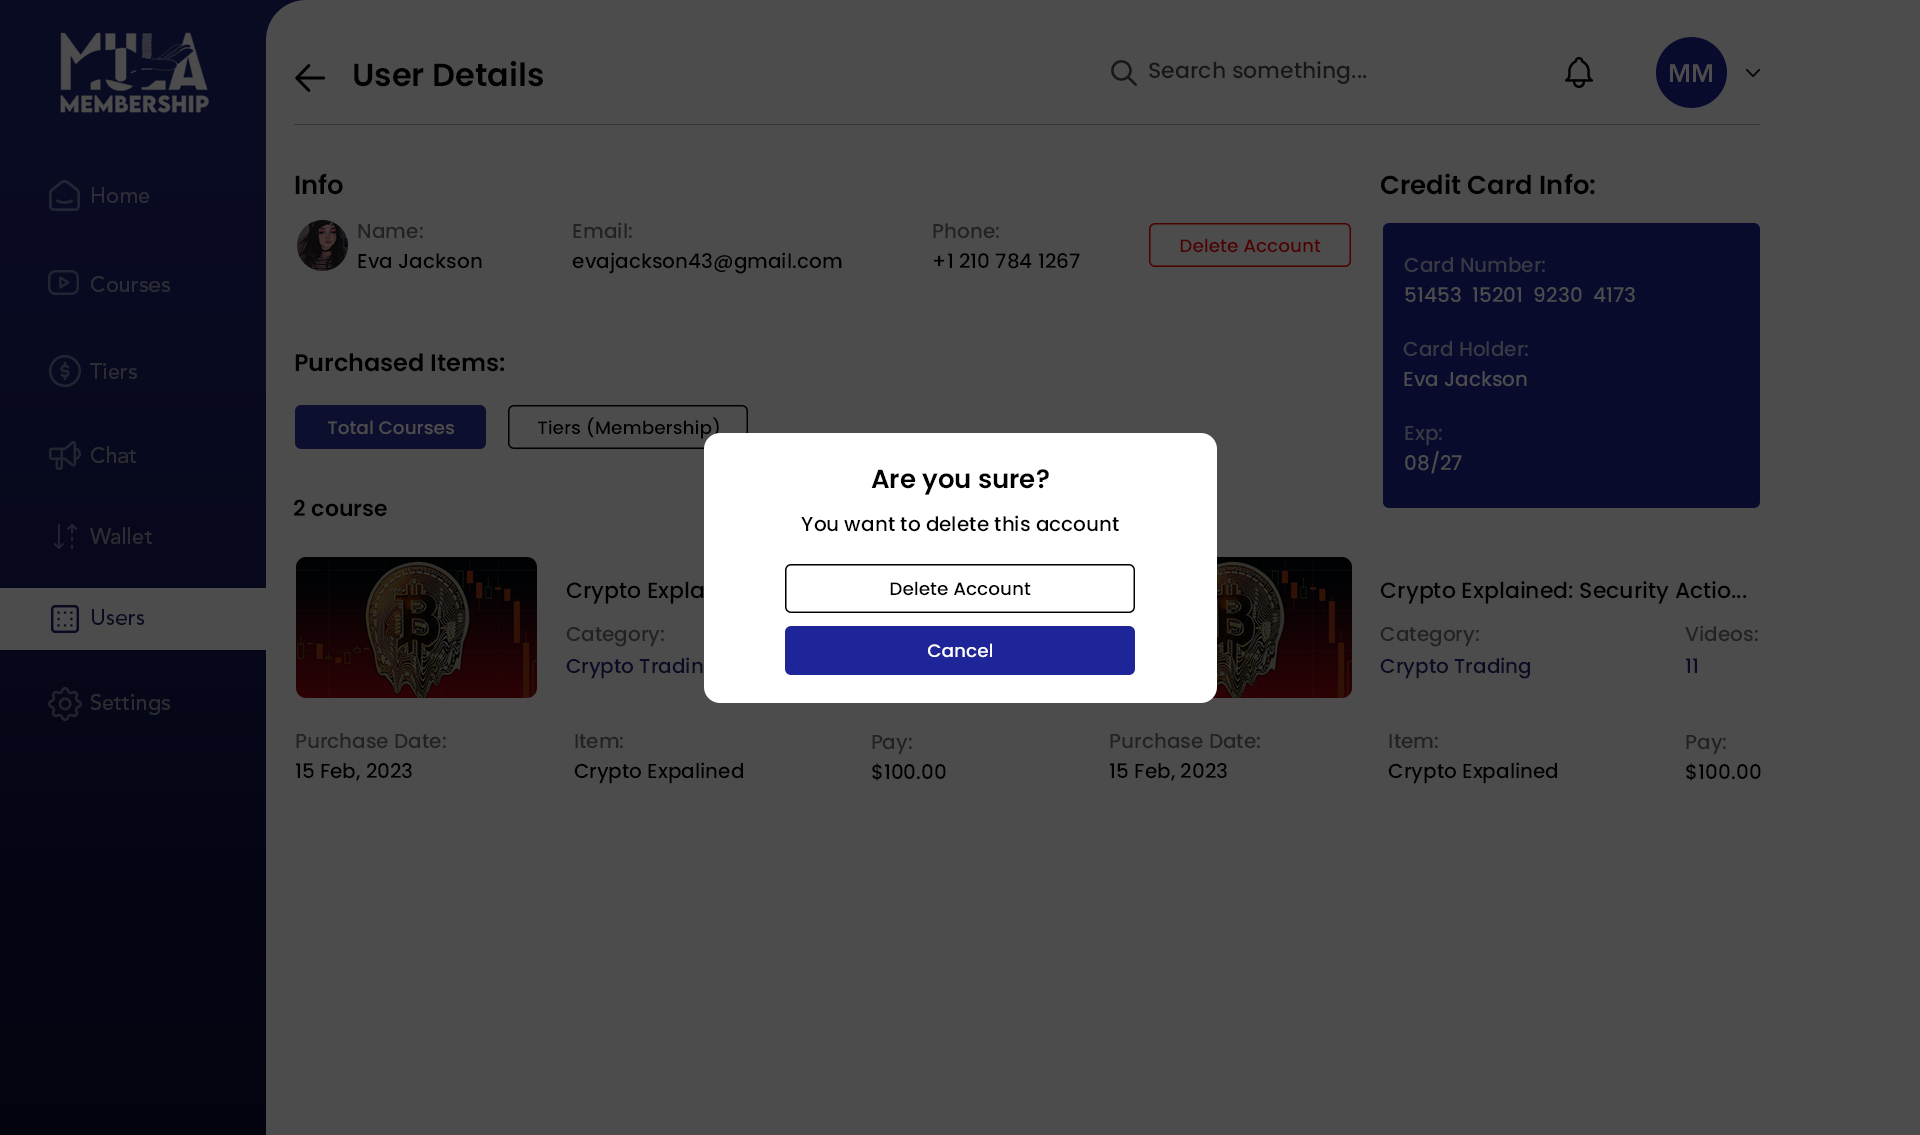 MULA
MEMBERSHIP
Home
Courses
Tiers
Chat
Wallet
Users
Settings
User Details
Search something...
MM
Info
Name:
Eva Jackson
Email:
evajackson43@gmail.com
Phone:
+1 210 784 1267
Delete Account
Credit Card Info:
Card Number:
51453 15201 9230 4173
Card Holder:
Eva Jackson
Exp:
08/27
Purchased Items:
Total Courses
Tiers (Membership)
2 course
Are you sure?
You want to delete this account
Delete Account
Cancel
Crypto Expla
Category:
Crypto Tradin
Purchase Date:
15 Feb, 2023
Item:
Crypto Expalined
Pay:
$100.00
Crypto Explained: Security Actio...
Category:
Crypto Trading
Videos:
11
Purchase Date:
15 Feb, 2023
Item:
Crypto Expalined
Pay:
$100.00